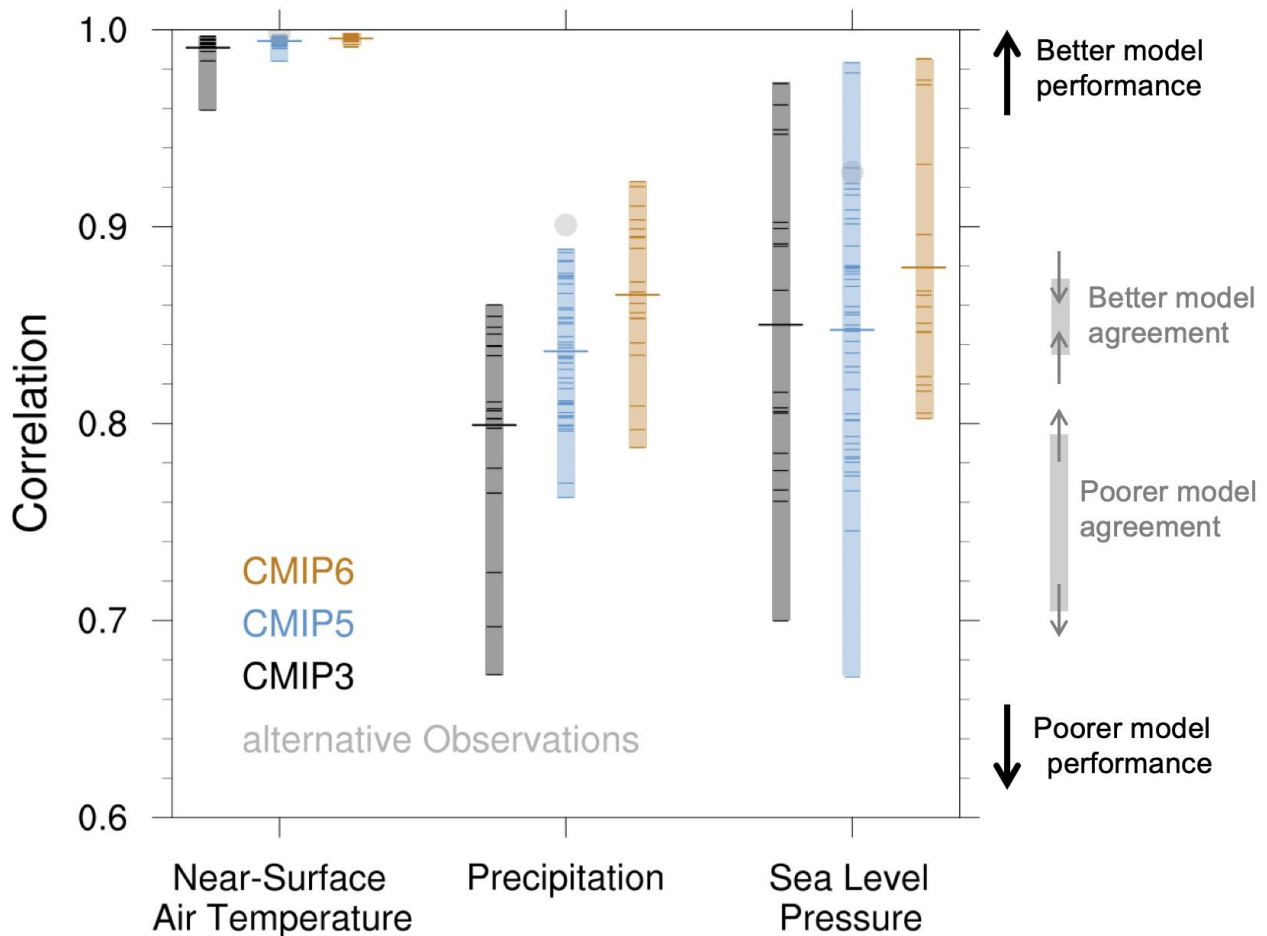 1.0
0.9
0.8
0.7
0.6
Correlation
CMIP6
CMIP5
CMIP3
alternative Observations
Near-Surface
Air Temperature
Precipitation
Sea Level
Pressure
Better model
performance
Better model
agreement
Poorer model
agreement
Poorer model
performance